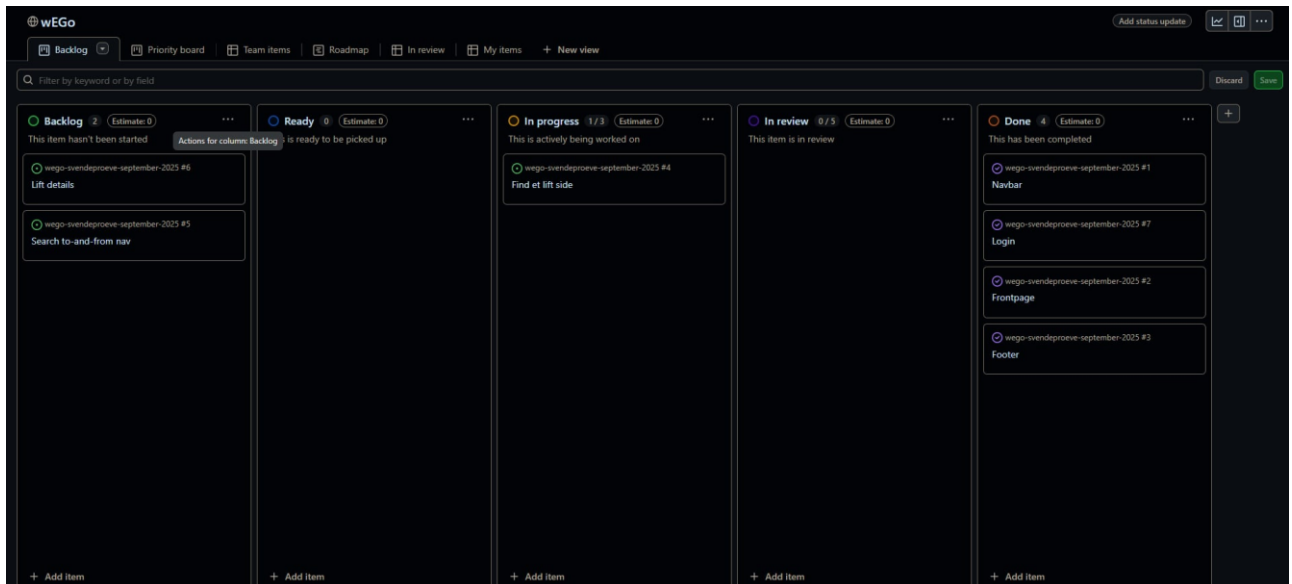 wEGo
Add status update
Backlog
Priority board
Team items
Roadmap
In review
My items
+ New view
Filter by keyword or by field
Discard
Save
Backlog 2 Estimate: 0 ...
This item hasn't been started
Actions for column: Backlog
wego-svendeproeve-september-2025 #6
Lift details
wego-svendeproeve-september-2025 #5
Search to-and-from nav
+ Add item
Ready 0 Estimate: 0 ...
is ready to be picked up
+ Add item
In progress 1/3 Estimate: 0 ...
This is actively being worked on
wego-svendeproeve-september-2025 #4
Find et lift side
+ Add item
In review 0/5 Estimate: 0 ...
This item is in review
+ Add item
Done 4 Estimate: 0 ...
This has been completed
wego-svendeproeve-september-2025 #1
Navbar
wego-svendeproeve-september-2025 #7
Login
wego-svendeproeve-september-2025 #2
Frontpage
wego-svendeproeve-september-2025 #3
Footer
+ Add item